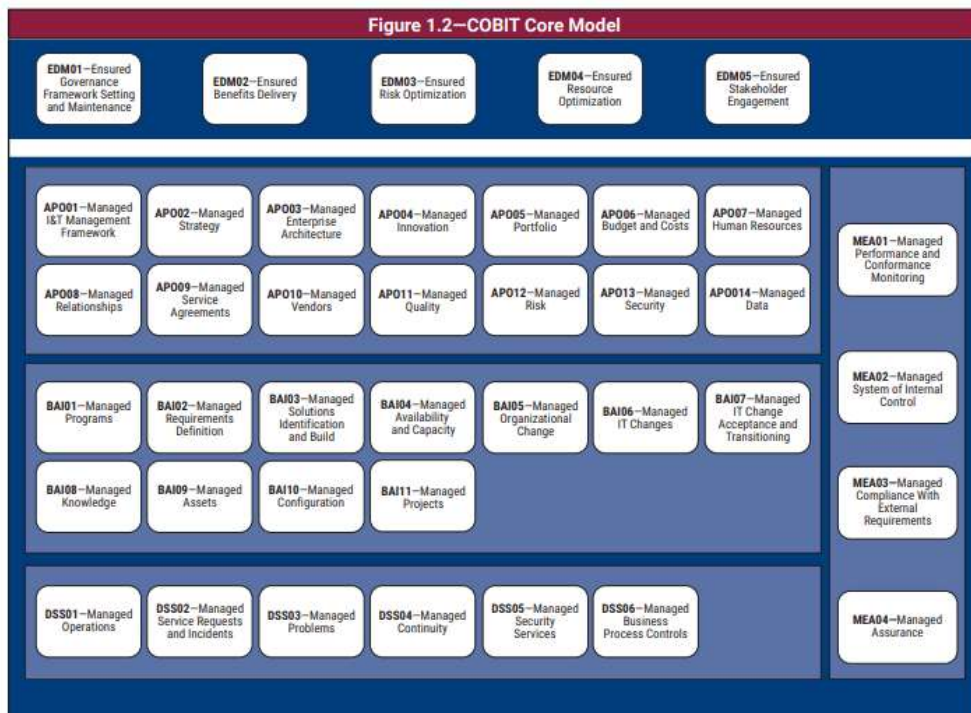 Figure 1.2—COBIT Core Model
EDM01—Ensured
Governance
Framework Setting
and Maintenance
EDM02—Ensured
Benefits Delivery
EDM03—Ensured
Risk Optimization
EDM04—Ensured
Resource
Optimization
EDM05—Ensured
Stakeholder
Engagement
APO01—Managed
I&T Management
Framework
APO02—Managed
Strategy
APO03—Managed
Enterprise
Architecture
APO04—Managed
Innovation
APO05—Managed
Portfolio
APO06—Managed
Budget and Costs
APO07—Managed
Human Resources
APO08—Managed
Relationships
APO09—Managed
Service
Agreements
APO10—Managed
Vendors
APO11—Managed
Quality
APO12—Managed
Risk
APO13—Managed
Security
APO014—Managed
Data
BAI01—Managed
Programs
BAI02—Managed
Requirements
Definition
BAI03—Managed
Solutions
Identification
and Build
BAI04—Managed
Availability
and Capacity
BAI05—Managed
Organizational
Change
BAI06—Managed
IT Changes
BAI07—Managed
IT Change
Acceptance and
Transitioning
BAI08—Managed
Knowledge
BAI09—Managed
Assets
BAI10—Managed
Configuration
BAI11—Managed
Projects
DSS01—Managed
Operations
DSS02—Managed
Service Requests
and Incidents
DSS03—Managed
Problems
DSS04—Managed
Continuity
DSS05—Managed
Security
Services
DSS06—Managed
Business
Process Controls
MEA01—Managed
Performance and
Conformance
Monitoring
MEA02—Managed
System of Internal
Control
MEA03—Managed
Compliance With
External
Requirements
MEA04—Managed
Assurance